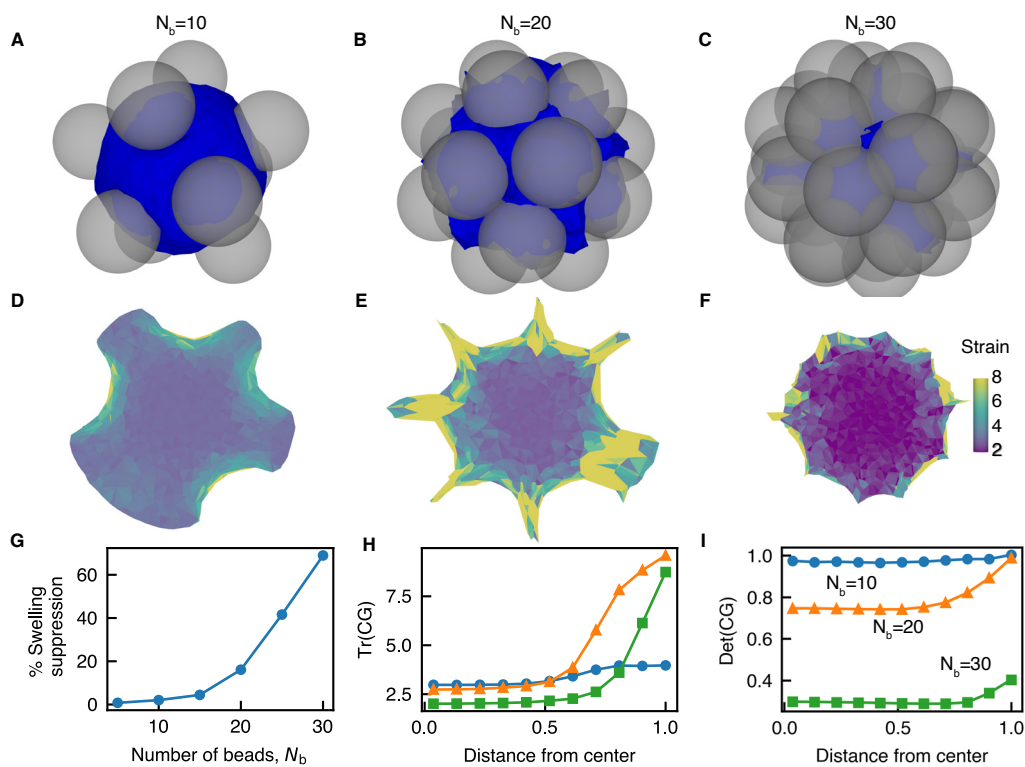 N_b=10
N_b=20
N_b=30
A
B
C
D
E
F
Strain
8
6
4
2
G
60
40
20
0
10
20
30
% Swelling
suppression
Number of beads, N_b
H
7.5
5.0
2.5
0.0
0.5
1.0
Tr(CG)
Distance from center
I
1.0
0.8
0.6
0.4
0.0
0.5
1.0
Det(CG)
N_b=10
N_b=20
N_b=30
Distance from center